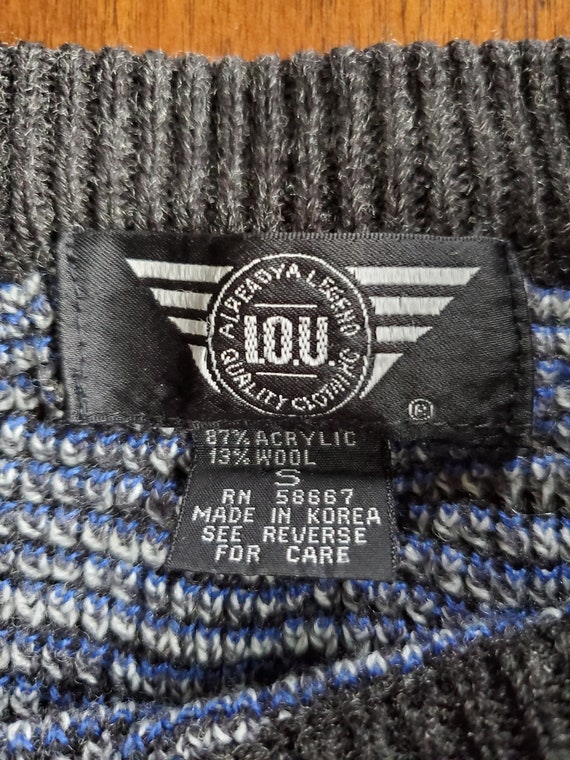 ALREADY A LEGEND
I.O.U.
QUALITY CLOTHING
®
87% ACRYLIC
13% WOOL
S
RN 58667
MADE IN KOREA
SEE REVERSE
FOR CARE